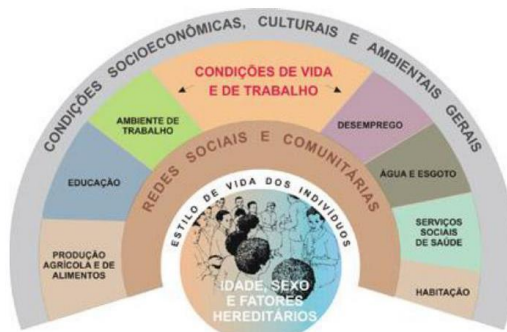 CONDIÇÕES SOCIOECONÔMICAS, CULTURAIS E AMBIENTAIS GERAIS
CONDIÇÕES DE VIDA
E DE TRABALHO
AMBIENTE DE
TRABALHO
DESEMPREGO
REDES SOCIAIS E COMUNITÁRIAS
EDUCAÇÃO
ÁGUA E ESGOTO
ESTILO DE VIDA DOS INDIVÍDUOS
PRODUÇÃO
AGRÍCOLA E DE
ALIMENTOS
SERVIÇOS
SOCIAIS
DE SAÚDE
HABITAÇÃO
IDADE, SEXO
E FATORES
HEREDITÁRIOS